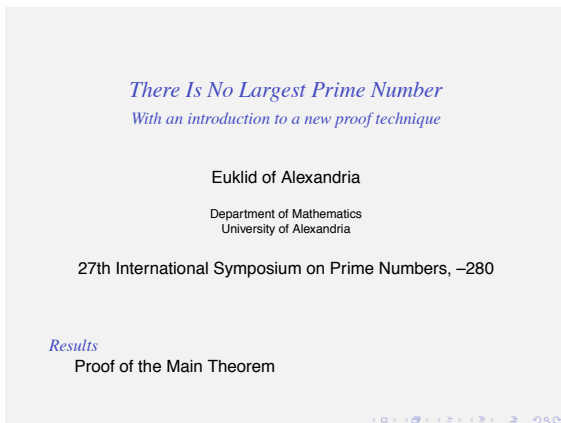 There Is No Largest Prime Number
With an introduction to a new proof technique
Euklid of Alexandria
Department of Mathematics
University of Alexandria
27th International Symposium on Prime Numbers, –280
Results
Proof of the Main Theorem